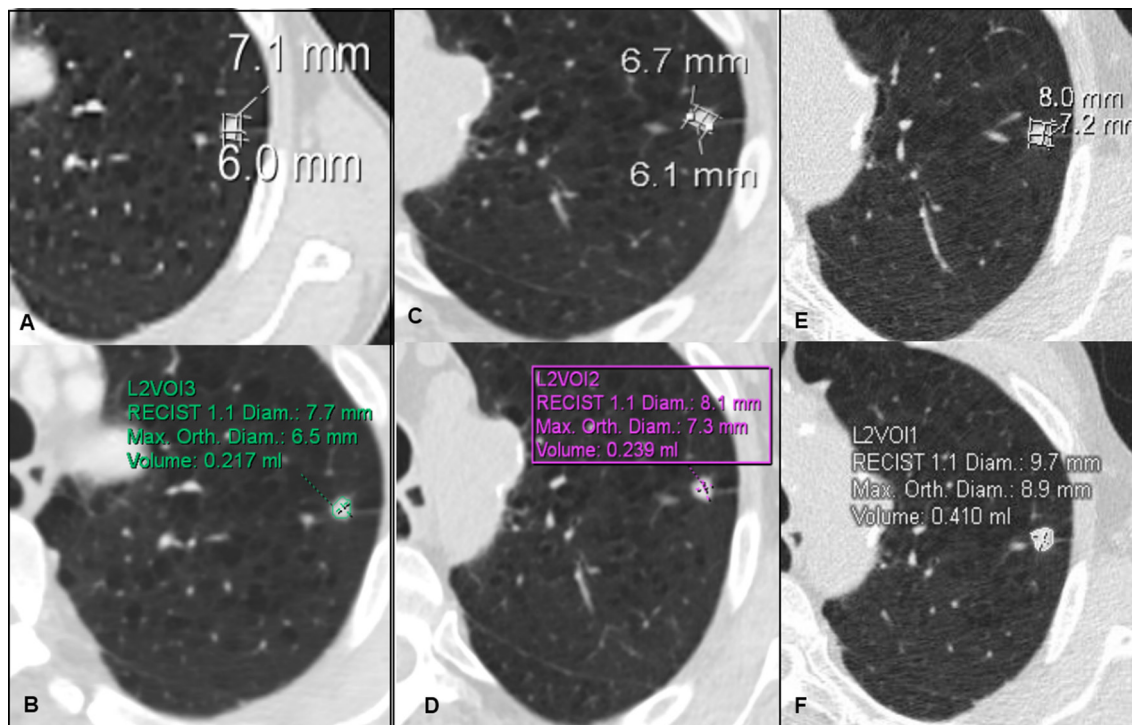 7.1 mm
6.0 mm
A
6.7 mm
6.1 mm
C
8.0 mm
7.2 mm
E
L2VOI3
RECIST 1.1 Diam.: 7.7 mm
Max. Orth. Diam.: 6.5 mm
Volume: 0.217 ml
B
L2VOI2
RECIST 1.1 Diam.: 8.1 mm
Max. Orth. Diam.: 7.3 mm
Volume: 0.239 ml
D
L2VOI1
RECIST 1.1 Diam.: 9.7 mm
Max. Orth. Diam.: 8.9 mm
Volume: 0.410 ml
F